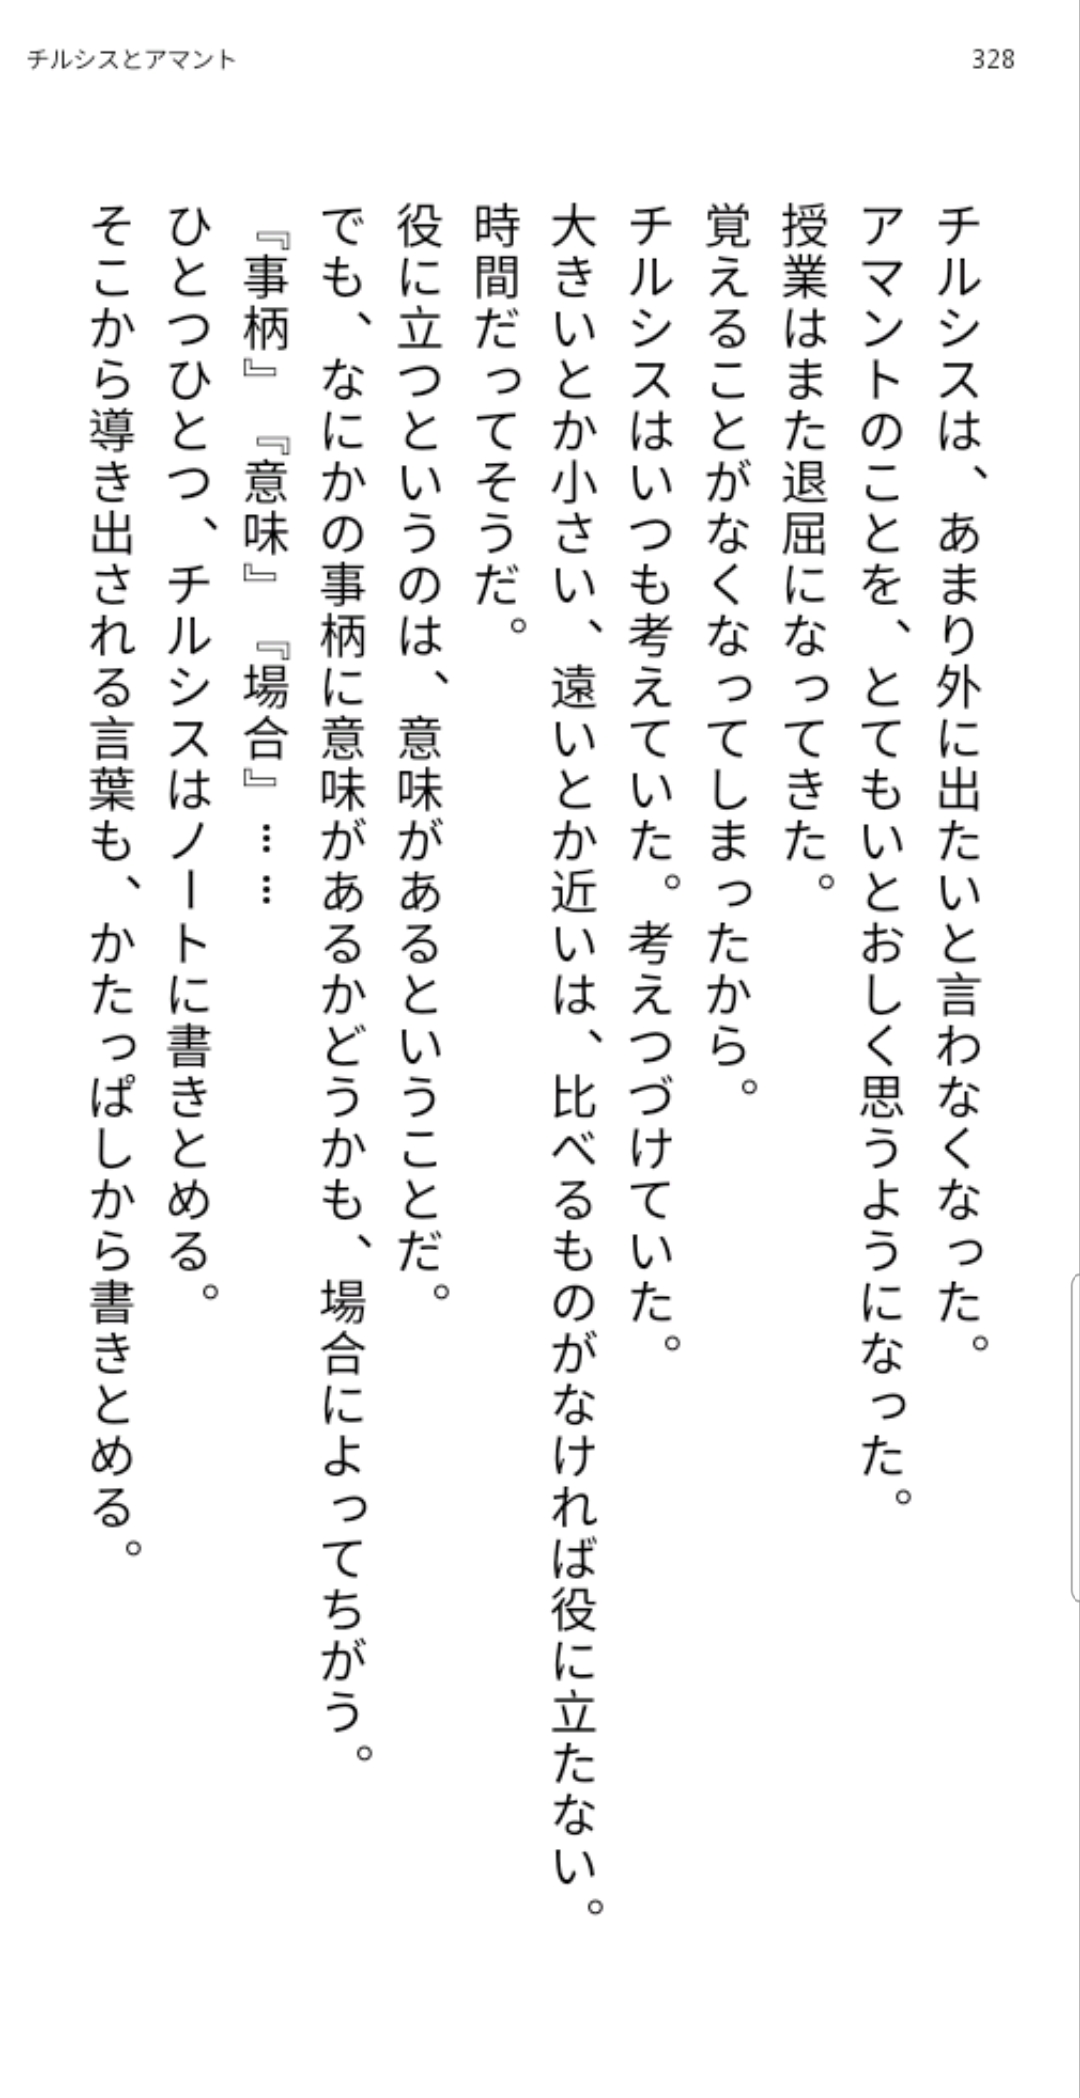 チルシスとアマント
328
チルシスは、あまり外に出たいと言わなくなった。
アマントのことを、とてもいとおしく思うようになった。
授業はまた退屈になってきた。
覚えることがなくなってしまったから。
チルシスはいつも考えていた。考えつづけていた。
大きいとか小さい、遠いとか近いは、比べるものがなければ役に立たない。
時間だってそうだ。
役に立つというのは、意味があるということだ。
でも、なにかの事柄に意味があるかどうかも、場合によってちがう。
『事柄』『意味』『場合』……
ひとつひとつ、チルシスはノートに書きとめる。
そこから導き出される言葉も、かたっぱしから書きとめる。